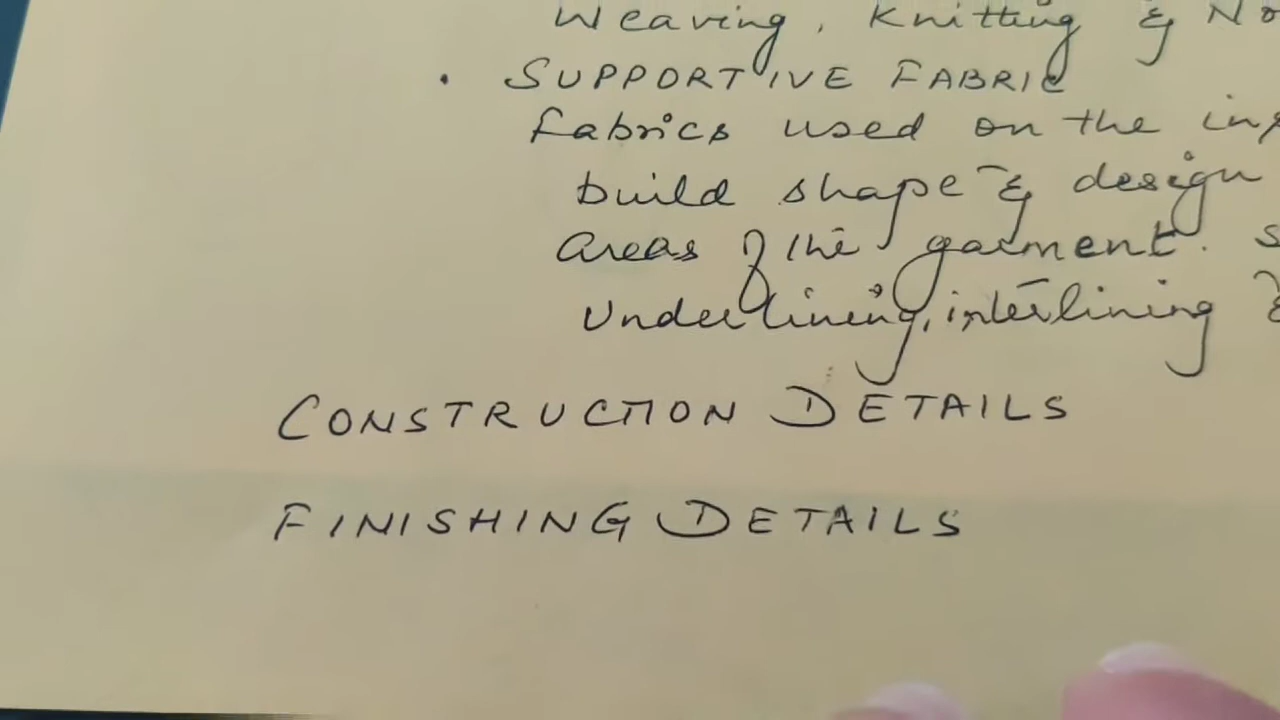 Weaving, Knitting &
• SUPPORTIVE FABRIC
fabrics used on the
build shape & design
areas of the garment.
Underlining, interlining &
CONSTRUCTION DETAILS
FINISHING DETAILS